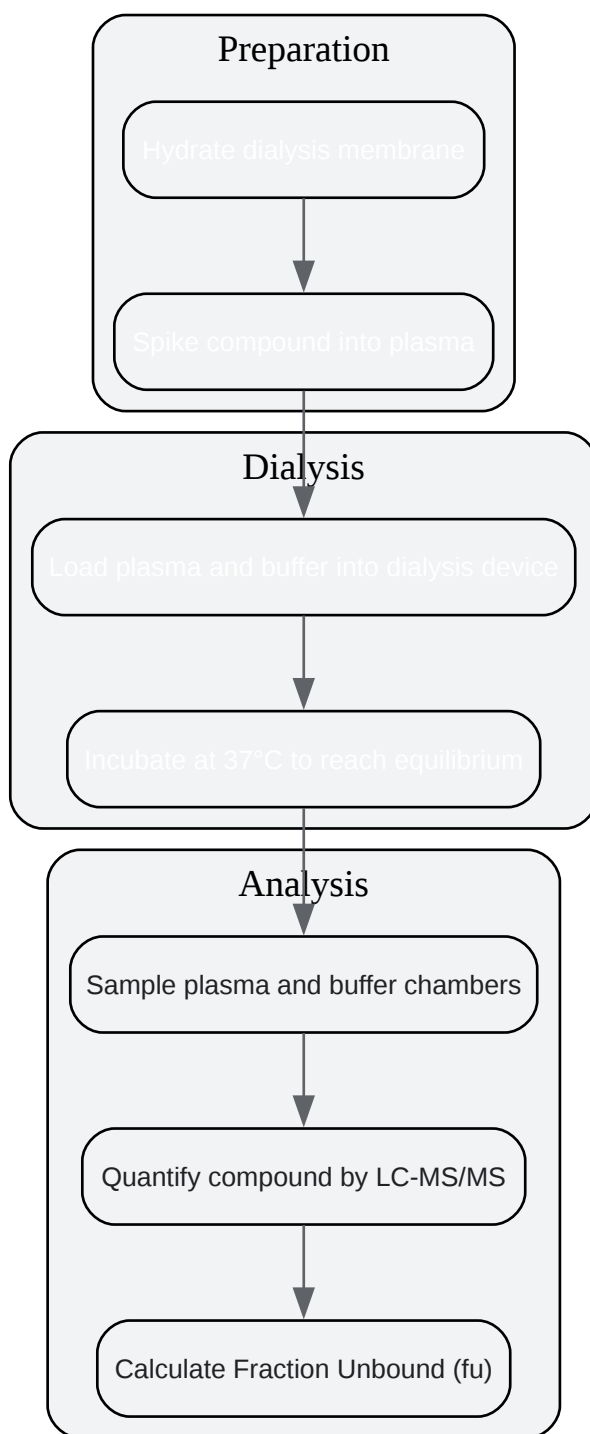 Preparation
Hydrate dialysis membrane
Spike compound into plasma
Dialysis
Load plasma and buffer into dialysis device
Incubate at 37°C to reach equilibrium
Analysis
Sample plasma and buffer chambers
Quantify compound by LC-MS/MS
Calculate Fraction Unbound (fu)